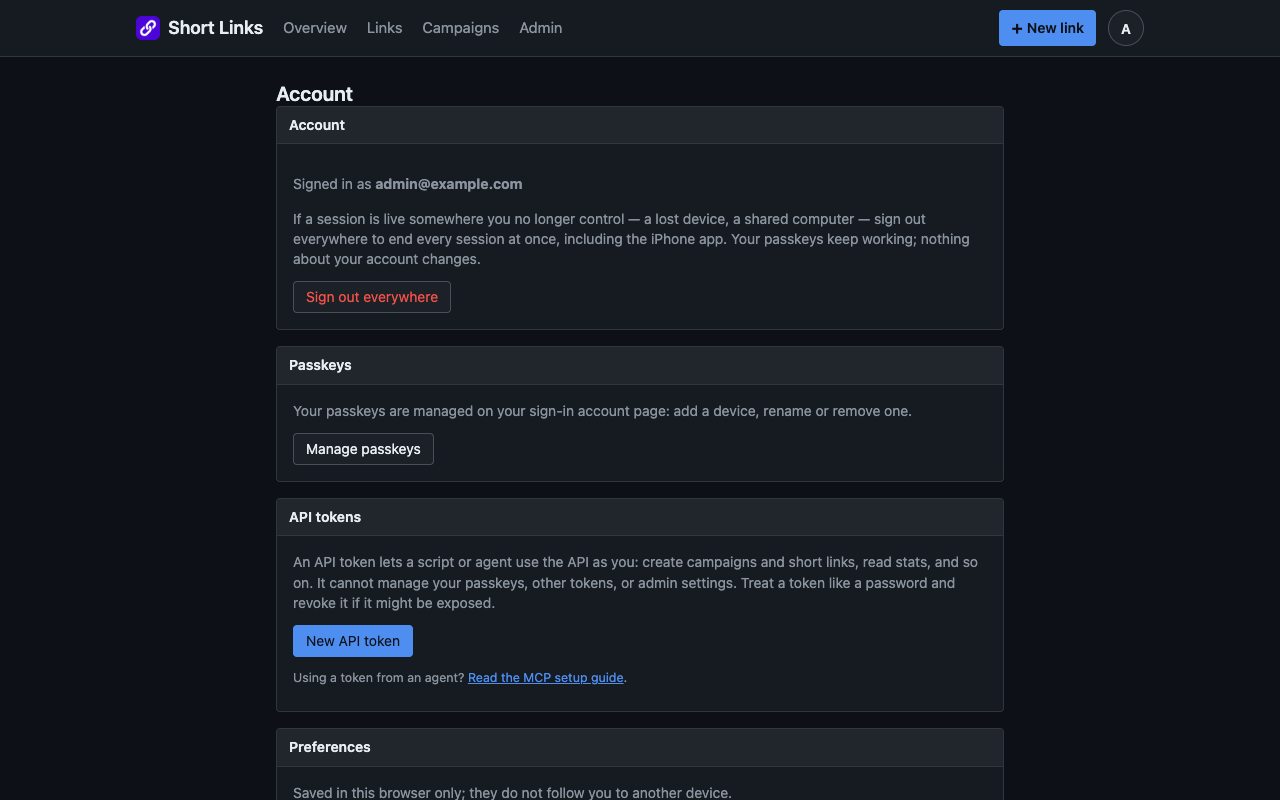 Short Links
Overview
Links
Campaigns
Admin
+ New link
A
Account
Account
Signed in as admin@example.com
If a session is live somewhere you no longer control — a lost device, a shared computer — sign out
everywhere to end every session at once, including the iPhone app. Your passkeys keep working; nothing
about your account changes.
Sign out everywhere
Passkeys
Your passkeys are managed on your sign-in account page: add a device, rename or remove one.
Manage passkeys
API tokens
An API token lets a script or agent use the API as you: create campaigns and short links, read stats, and so
on. It cannot manage your passkeys, other tokens, or admin settings. Treat a token like a password and
revoke it if it might be exposed.
New API token
Using a token from an agent? Read the MCP setup guide.
Preferences
Saved in this browser only; they do not follow you to another device.